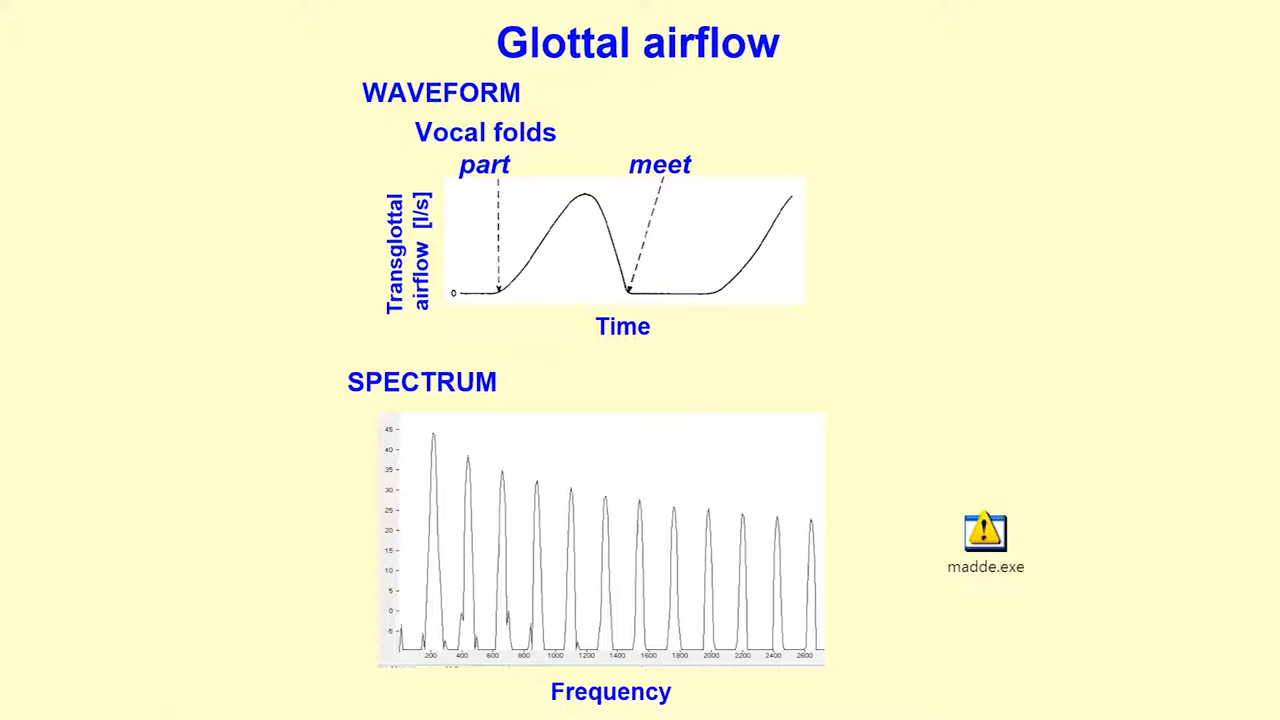 Glottal airflow
WAVEFORM
Vocal folds
part meet
Transglottal
airflow [l/s]
0
Time
SPECTRUM
45
40
35
30
25
20
15
10
5
0
-5
200 400 600 800 1000 1200 1400 1600 1800 2000 2200 2400 2600
Frequency
madde.exe